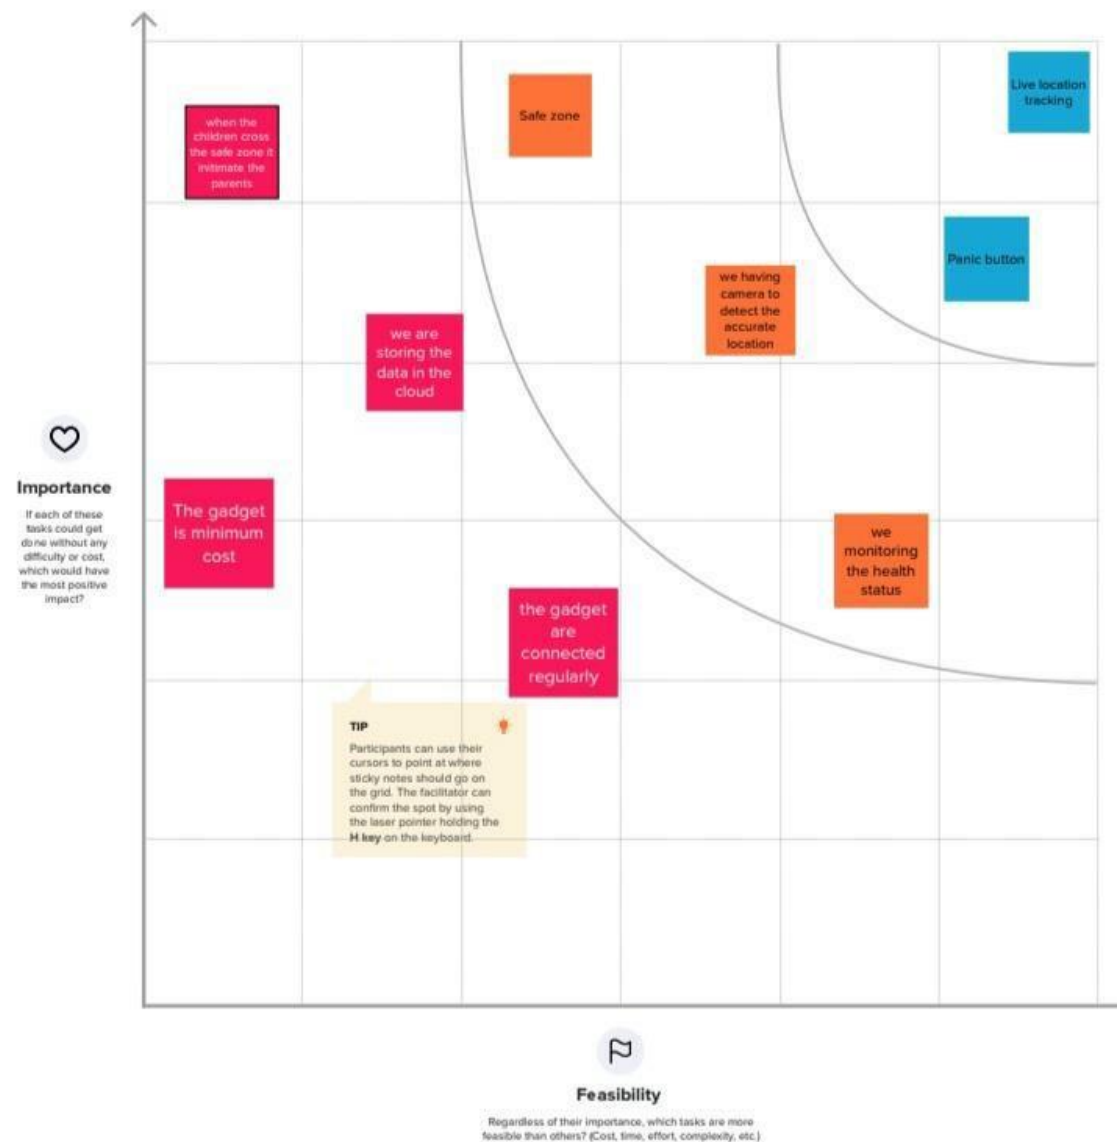 Live location
tracking
Safe zone
when the
children cross
the safe zone it
initimate the
parents
Panic button
we having
camera to
detect the
accurate
location
we are
storing the
data in the
cloud
Importance
If each of these
tasks could get
done without any
difficulty or cost,
which would have
the most positive
impact?
The gadget
is minimum
cost
we
monitoring
the health
status
the gadget
are
connected
regularly
TIP
Participants can use their
cursors to point at where
sticky notes should go on
the grid. The facilitator can
confirm the spot by using
the laser pointer holding the
H key on the keyboard.
Feasibility
Regardless of their importance, which tasks are more
feasible than others? (Cost, time, effort, complexity, etc.)